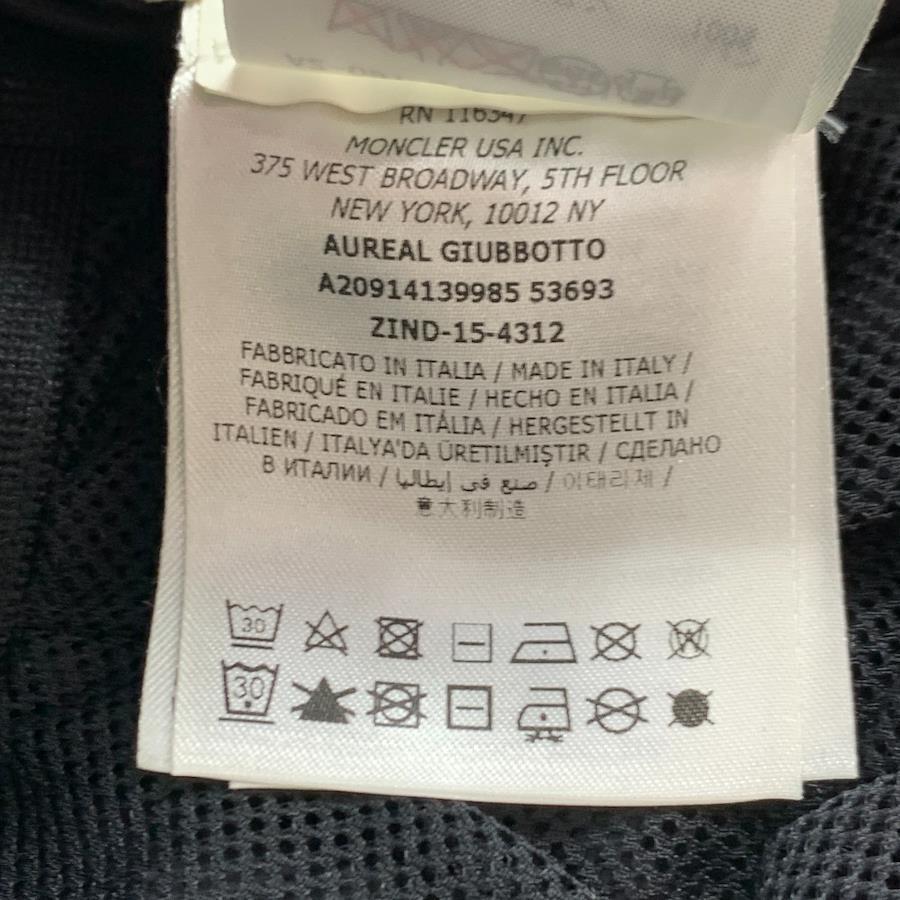 RN 116347
MONCLER USA INC.
375 WEST BROADWAY, 5TH FLOOR
NEW YORK, 10012 NY
AUREAL GIUBBOTTO
A20914139985 53693
ZIND-15-4312
FABBRICATO IN ITALIA / MADE IN ITALY /
FABRIQUÉ EN ITALIE / HECHO EN ITALIA /
FABRICADO EM ITÁLIA / HERGESTELLT IN
ITALIEN / ITALYA'DA ÜRETILMIŞTIR / СДЕЛАНО
В ИТАЛИИ / صنع في إيطاليا / 이태리제 /
意大利制造
30
30